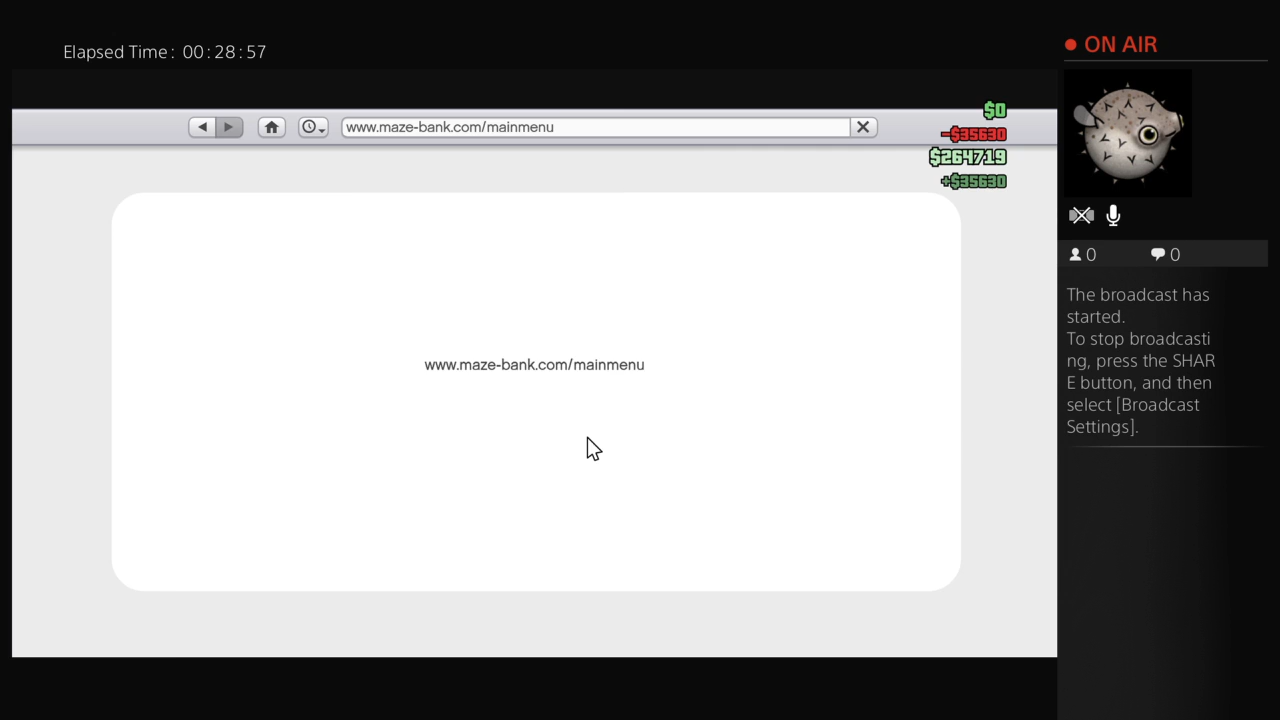 Elapsed Time: 00:28:57
ON AIR
www.maze-bank.com/mainmenu
$0
-$35630
$264719
+$35630
0 0
www.maze-bank.com/mainmenu
The broadcast has
started.
To stop broadcasti
ng, press the SHAR
E button, and then
select [Broadcast
Settings].